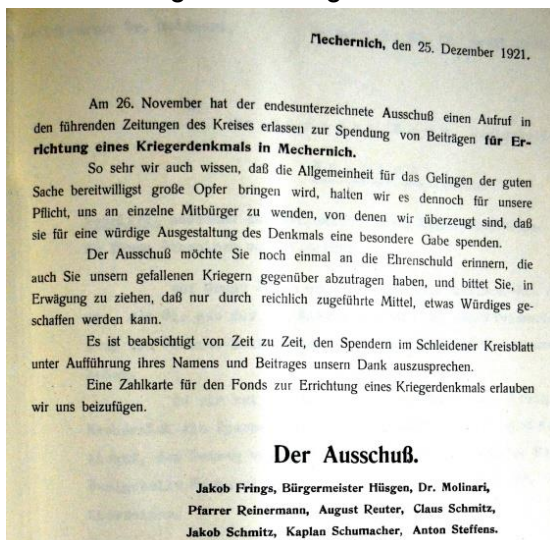 Mechernich, den 25. Dezember 1921.
Am 26. November hat der endesunterzeichnete Ausschuß einen Aufruf in
den führenden Zeitungen des Kreises erlassen zur Spendung von Beiträgen für Er-
richtung eines Kriegerdenkmals in Mechernich.
So sehr wir auch wissen, daß die Allgemeinheit für das Gelingen der guten
Sache bereitwilligst große Opfer bringen wird, halten wir es dennoch für unsere
Pflicht, uns an einzelne Mitbürger zu wenden, von denen wir überzeugt sind, daß
sie für eine würdige Ausgestaltung des Denkmals eine besondere Gabe spenden.
Der Ausschuß möchte Sie noch einmal an die Ehrenschuld erinnern, die
auch Sie unsern gefallenen Kriegern gegenüber abzutragen haben, und bittet Sie, in
Erwägung zu ziehen, daß nur durch reichlich zugeführte Mittel, etwas Würdiges ge-
schaffen werden kann.
Es ist beabsichtigt von Zeit zu Zeit, den Spendern im Schleidener Kreisblatt
unter Aufführung ihres Namens und Beitrages unsern Dank auszusprechen.
Eine Zahlkarte für den Fonds zur Errichtung eines Kriegerdenkmals erlauben
wir uns beizufügen.
Der Ausschuß.
Jakob Frings, Bürgermeister Hüsgen, Dr. Molinari,
Pfarrer Reinermann, August Reuter, Claus Schmitz,
Jakob Schmitz, Kaplan Schumacher, Anton Steffens.